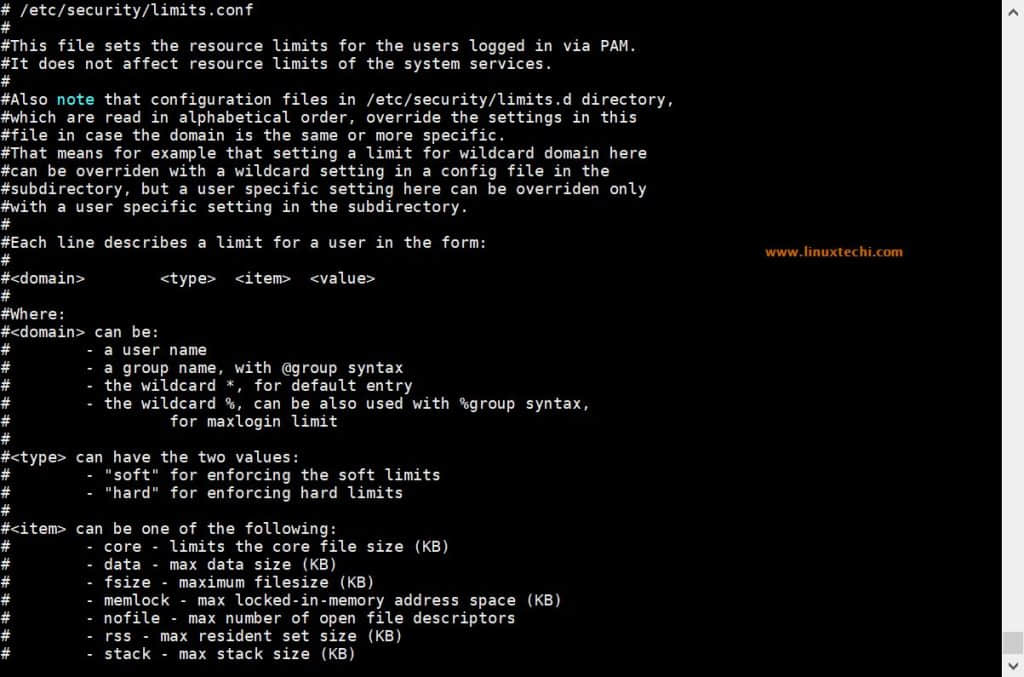 # /etc/security/limits.conf
#
#This file sets the resource limits for the users logged in via PAM.
#It does not affect resource limits of the system services.
#
#Also note that configuration files in /etc/security/limits.d directory,
#which are read in alphabetical order, override the settings in this
#file in case the domain is the same or more specific.
#That means for example that setting a limit for wildcard domain here
#can be overriden with a wildcard setting in a config file in the
#subdirectory, but a user specific setting here can be overriden only
#with a user specific setting in the subdirectory.
#
#Each line describes a limit for a user in the form:
www.linuxtechi.com
#
#<domain>        <type>  <item>  <value>
#
#Where:
#<domain> can be:
#        - a user name
#        - a group name, with @group syntax
#        - the wildcard *, for default entry
#        - the wildcard %, can be also used with %group syntax,
#                 for maxlogin limit
#
#<type> can have the two values:
#        - "soft" for enforcing the soft limits
#        - "hard" for enforcing hard limits
#
#<item> can be one of the following:
#        - core - limits the core file size (KB)
#        - data - max data size (KB)
#        - fsize - maximum filesize (KB)
#        - memlock - max locked-in-memory address space (KB)
#        - nofile - max number of open file descriptors
#        - rss - max resident set size (KB)
#        - stack - max stack size (KB)